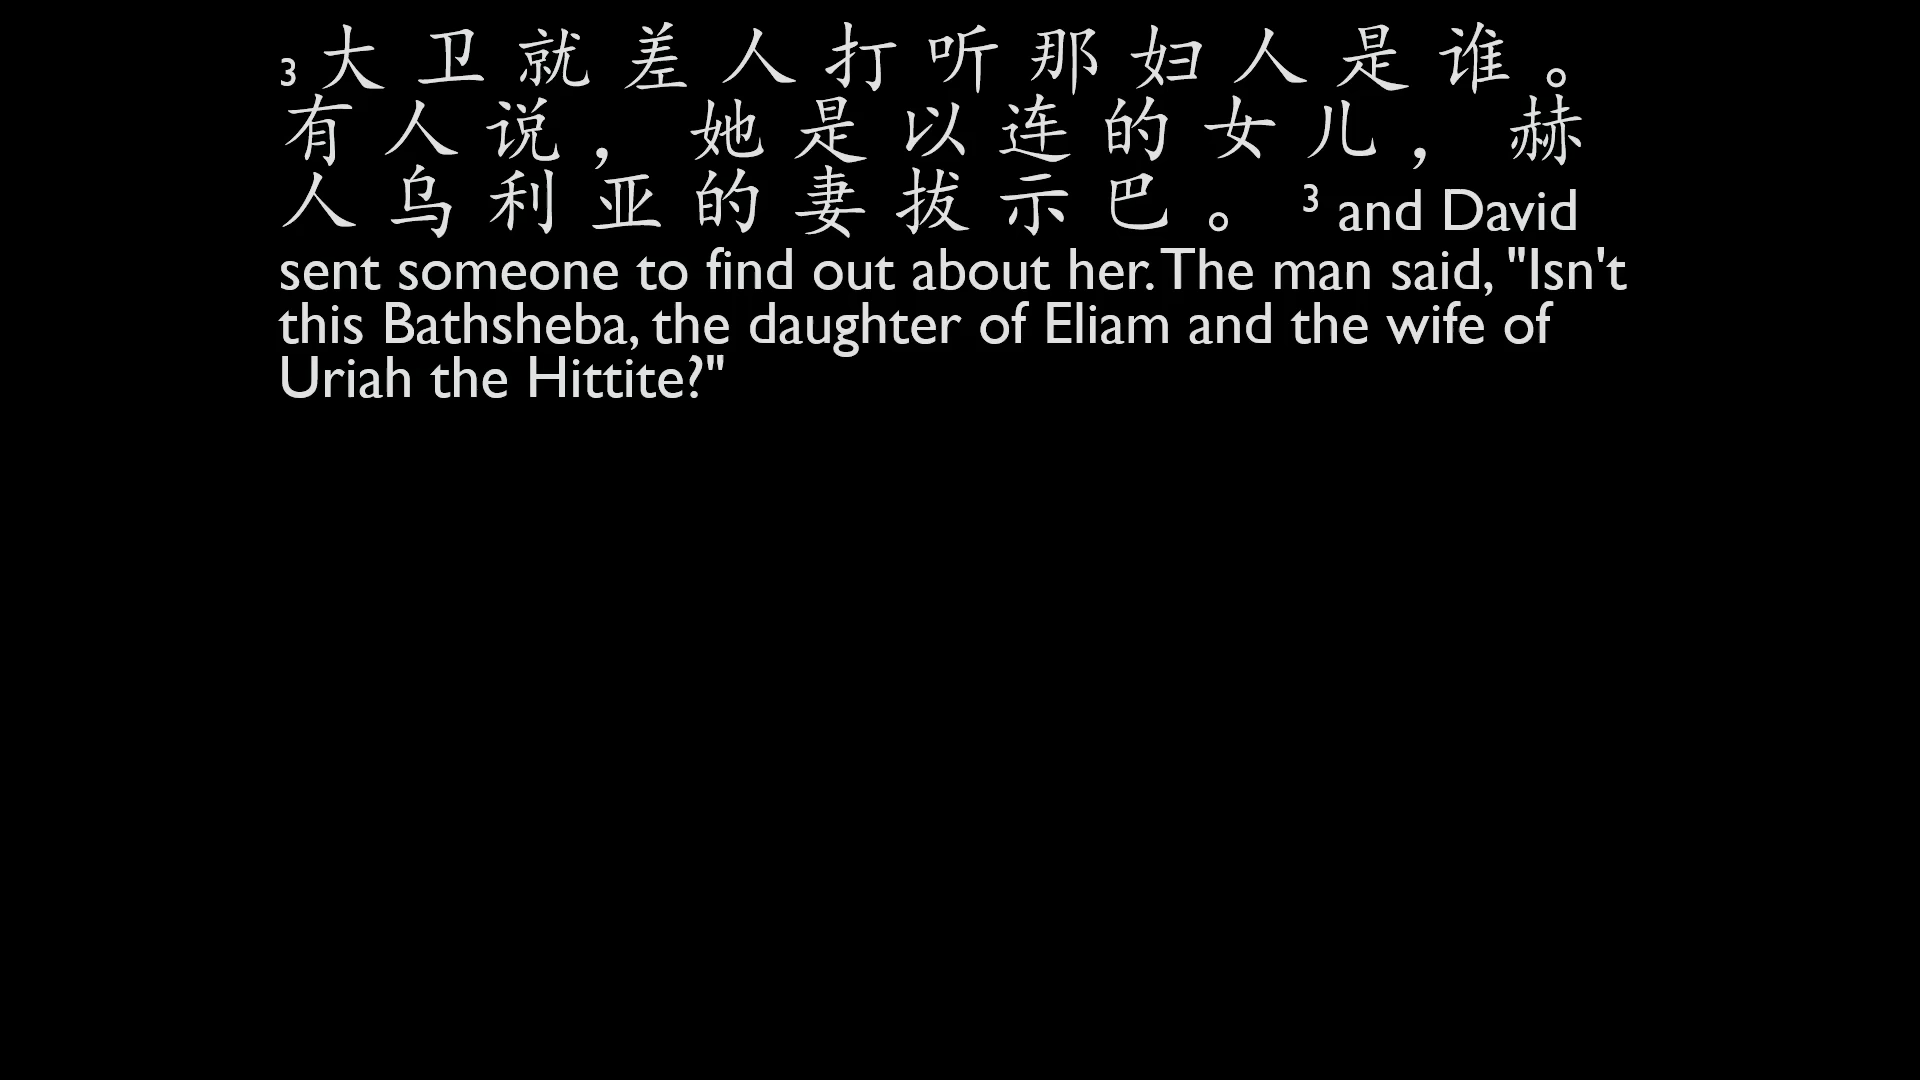 3 大卫就差人打听那妇人是谁。
有人说，她是以连的女儿，赫
人乌利亚的妻拔示巴。 3 and David
sent someone to find out about her. The man said, "Isn't
this Bathsheba, the daughter of Eliam and the wife of
Uriah the Hittite?"